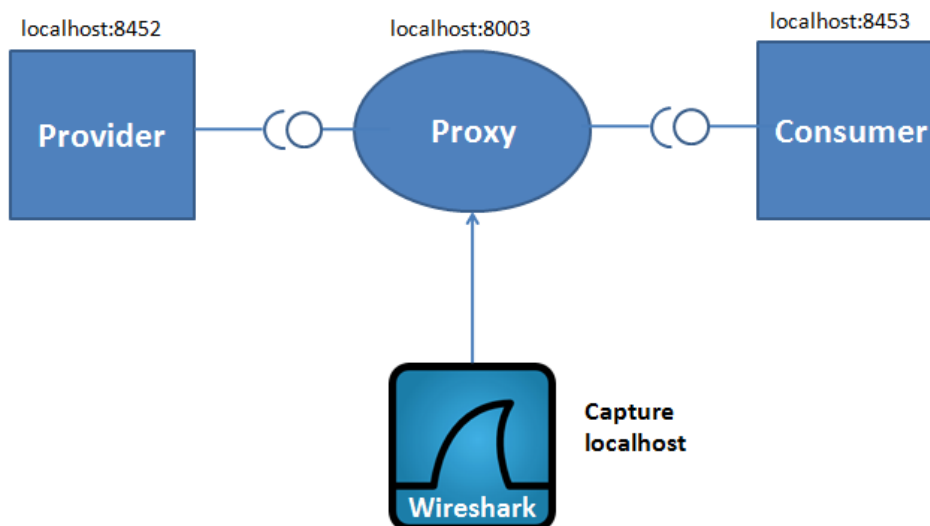 localhost:8452
localhost:8003
localhost:8453
Provider
Proxy
Consumer
Capture
localhost
Wireshark